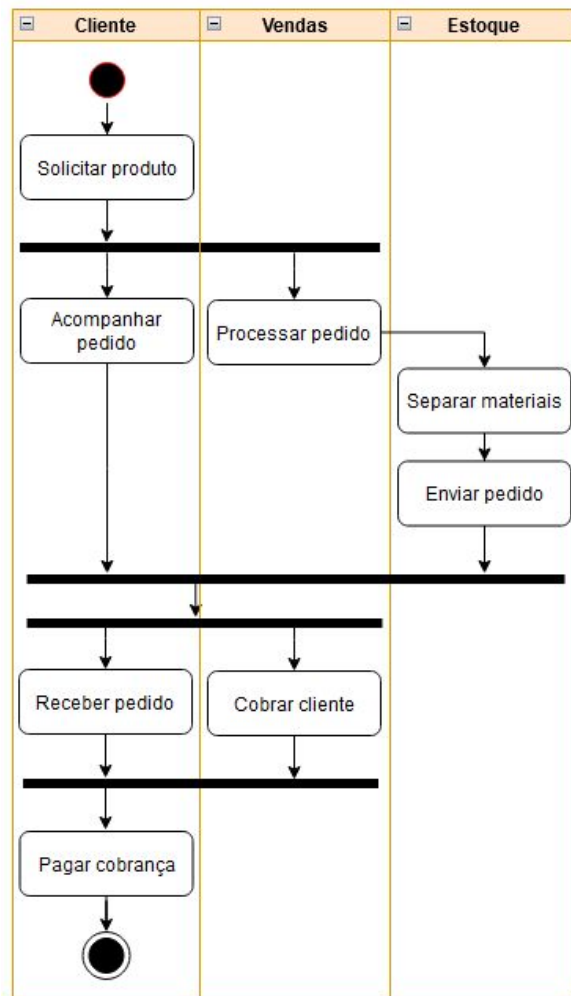 Cliente
Vendas
Estoque
Solicitar produto
Acompanhar
pedido
Processar pedido
Separar materiais
Enviar pedido
Receber pedido
Cobrar cliente
Pagar cobrança